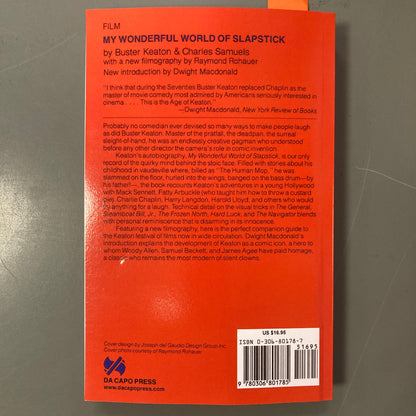 FILM
MY WONDERFUL WORLD OF SLAPSTICK
by Buster Keaton & Charles Samuels
with a new filmography by Raymond Rohauer
New introduction by Dwight Macdonald
"I think that during the Seventies Buster Keaton replaced Chaplin as the
master of movie comedy most admired by Americans seriously interested in
cinema. . . . This is the Age of Keaton."
—Dwight Macdonald, New York Review of Books
Probably no comedian ever devised so many ways to make people laugh
as did Buster Keaton. Master of the pratfall, the deadpan, the surreal
sleight-of-hand, he was an endlessly creative gagman who understood
before any other director the camera's role in comic invention.
Keaton's autobiography, My Wonderful World of Slapstick, is our only
record of the quirky mind behind the stoic face. Filled with stories about his
childhood in vaudeville where, billed as "The Human Mop," he was
slammed on the floor, hurled into the wings, banged on the bass drum—by
his father!—, the book recounts Keaton's adventures in a young Hollywood
with Mack Sennett, Fatty Arbuckle (who taught him how to throw a custard
pie), Charlie Chaplin, Harry Langdon, Harold Lloyd, and others who would
try anything for a laugh. Technical detail on the visual tricks in The General,
Steamboat Bill, Jr., The Frozen North, Hard Luck, and The Navigator blends
with personal reminiscence that is disarming in its innocence.
Featuring a new filmography, here is the perfect companion guide to
the Keaton festival of films now in wide circulation. Dwight Macdonald's
introduction explains the development of Keaton as a comic icon, a hero to
whom Woody Allen, Samuel Beckett, and James Agee have paid homage,
a classic who remains the most modern of silent clowns.
Cover design by Joseph del Gaudio Design Group Inc.
Cover photo courtesy of Raymond Rohauer
DA CAPO PRESS
www.dacapopress.com
US $16.95
ISBN 0-306-80178-7
51695
9 780306 801785